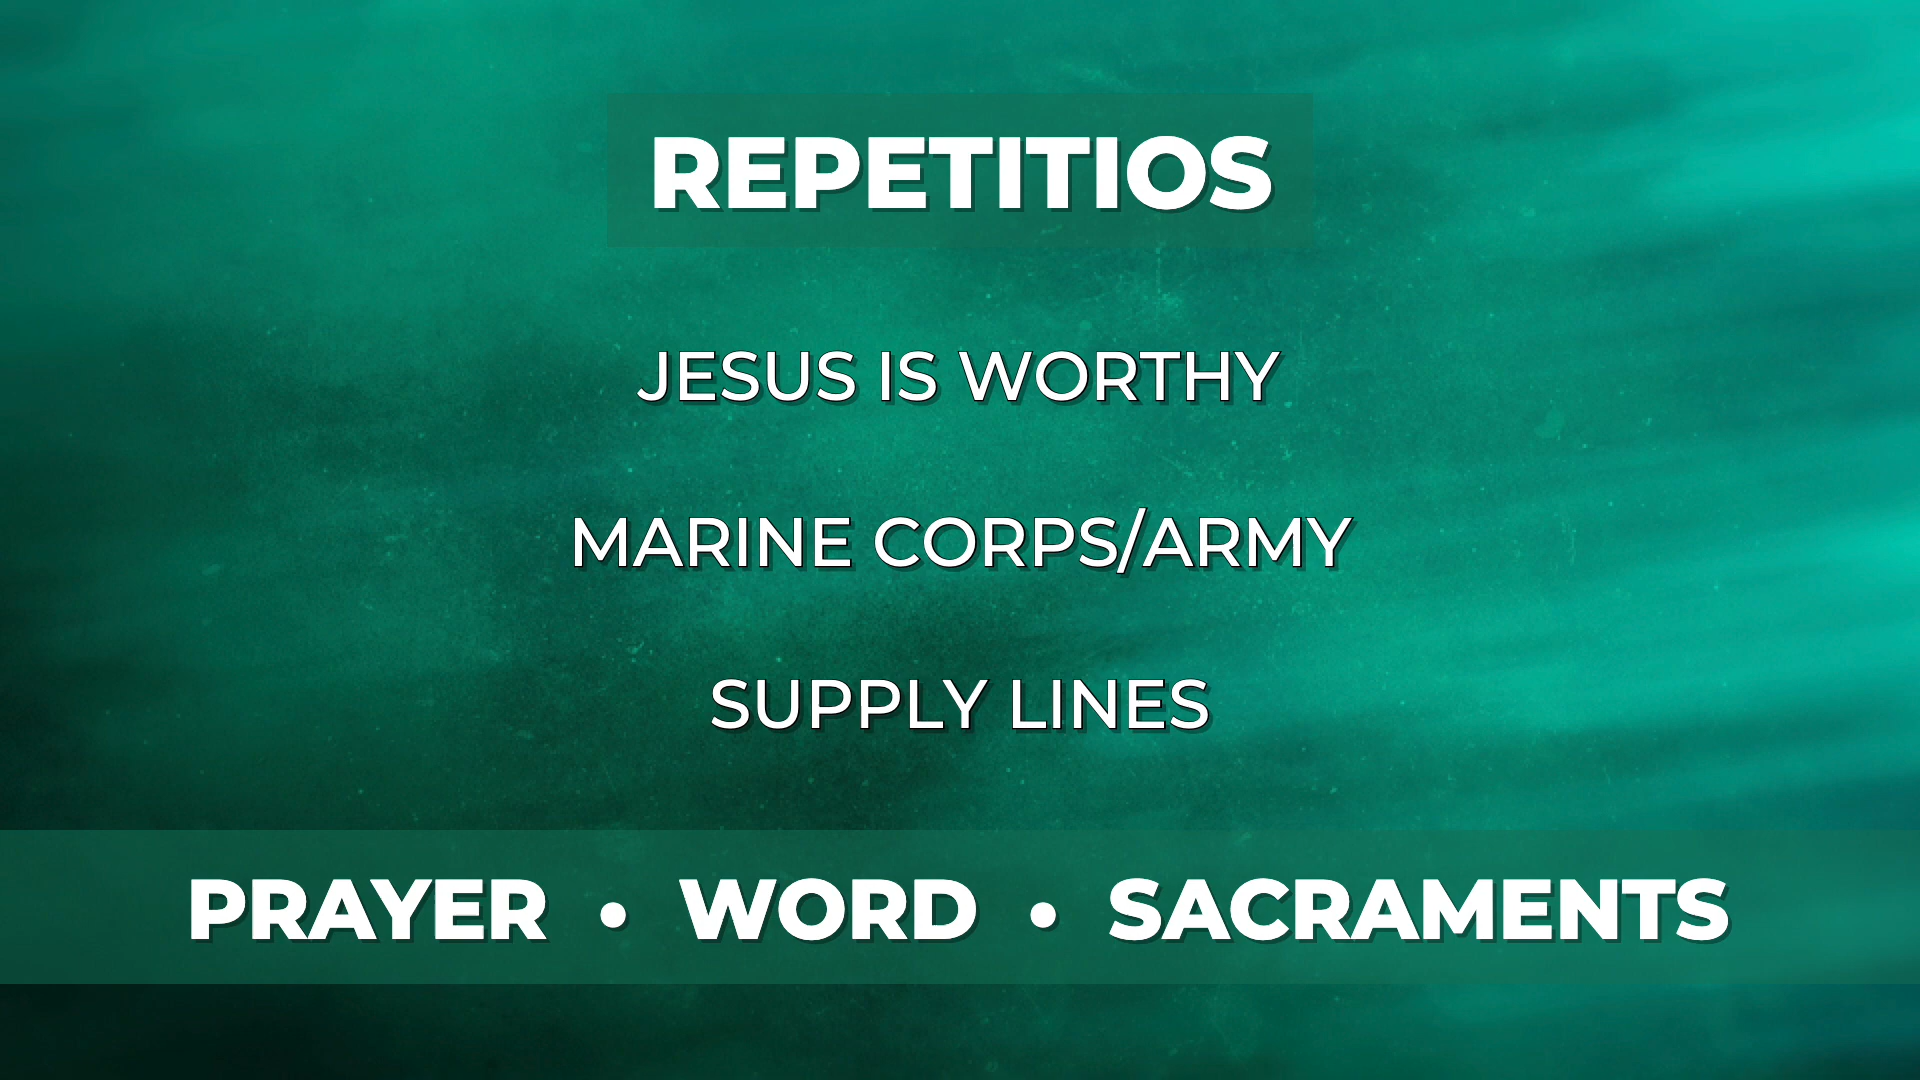 REPETITIOS
JESUS IS WORTHY
MARINE CORPS/ARMY
SUPPLY LINES
PRAYER • WORD • SACRAMENTS